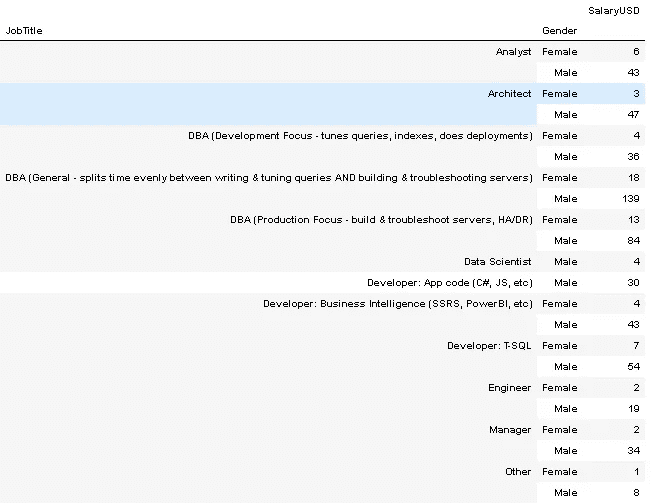 SalaryUSD
JobTitle Gender
Analyst Female 6
Male 43
Architect Female 3
Male 47
DBA (Development Focus - tunes queries, indexes, does deployments) Female 4
Male 36
DBA (General - splits time evenly between writing & tuning queries AND building & troubleshooting servers) Female 18
Male 139
DBA (Production Focus - build & troubleshoot servers, HA/DR) Female 13
Male 84
Data Scientist Male 4
Developer: App code (C#, JS, etc) Male 30
Developer: Business Intelligence (SSRS, PowerBI, etc) Female 4
Male 43
Developer: T-SQL Female 7
Male 54
Engineer Female 2
Male 19
Manager Female 2
Male 34
Other Female 1
Male 8